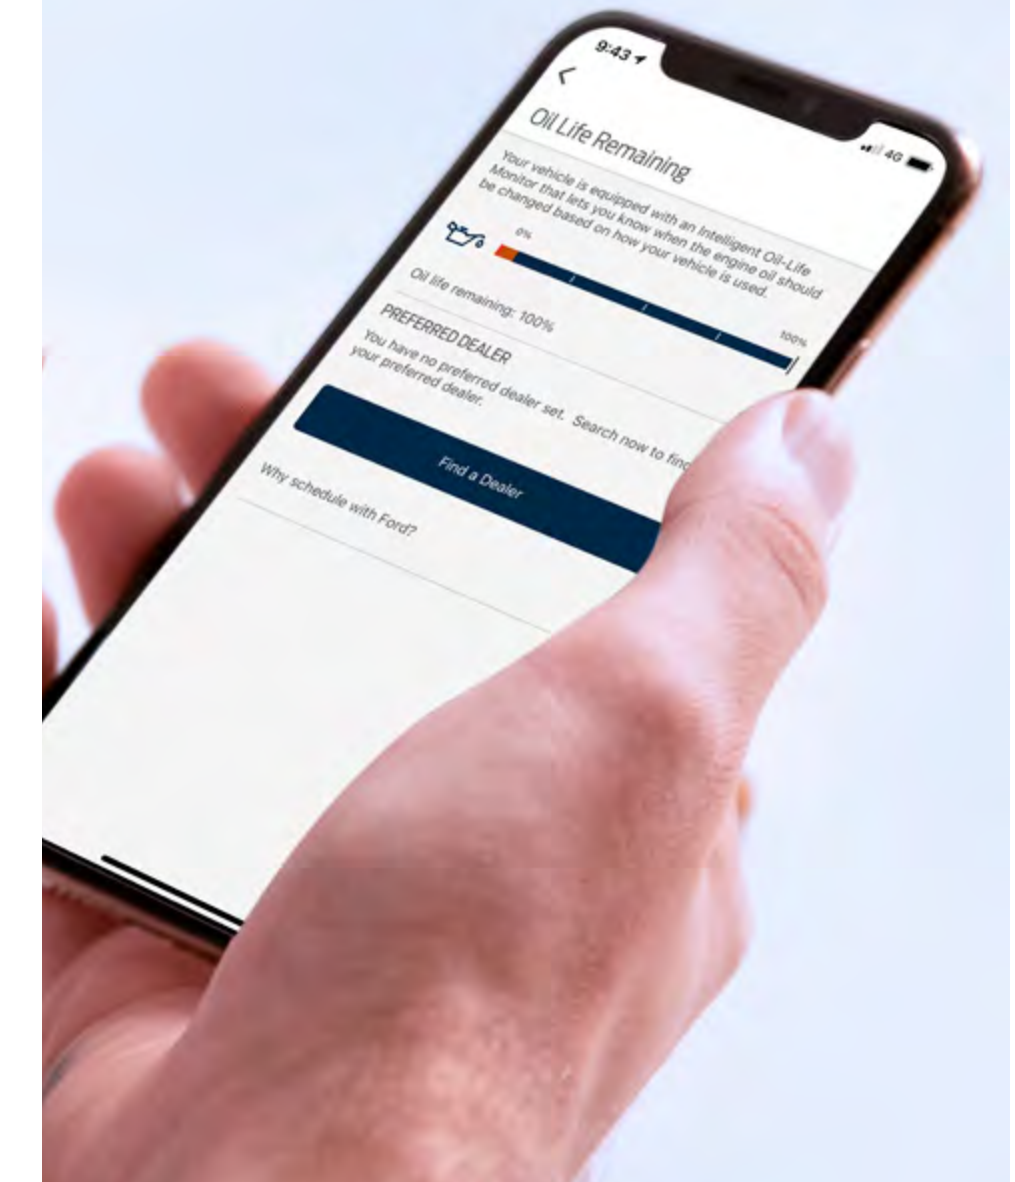 9:43
4G
Oil Life Remaining
Your vehicle is equipped with an Intelligent Oil-Life
Monitor that lets you know when the engine oil should
be changed based on how your vehicle is used.
0%
100%
Oil life remaining: 100%
PREFERRED DEALER
You have no preferred dealer set. Search now to find
your preferred dealer.
Find a Dealer
Why schedule with Ford?